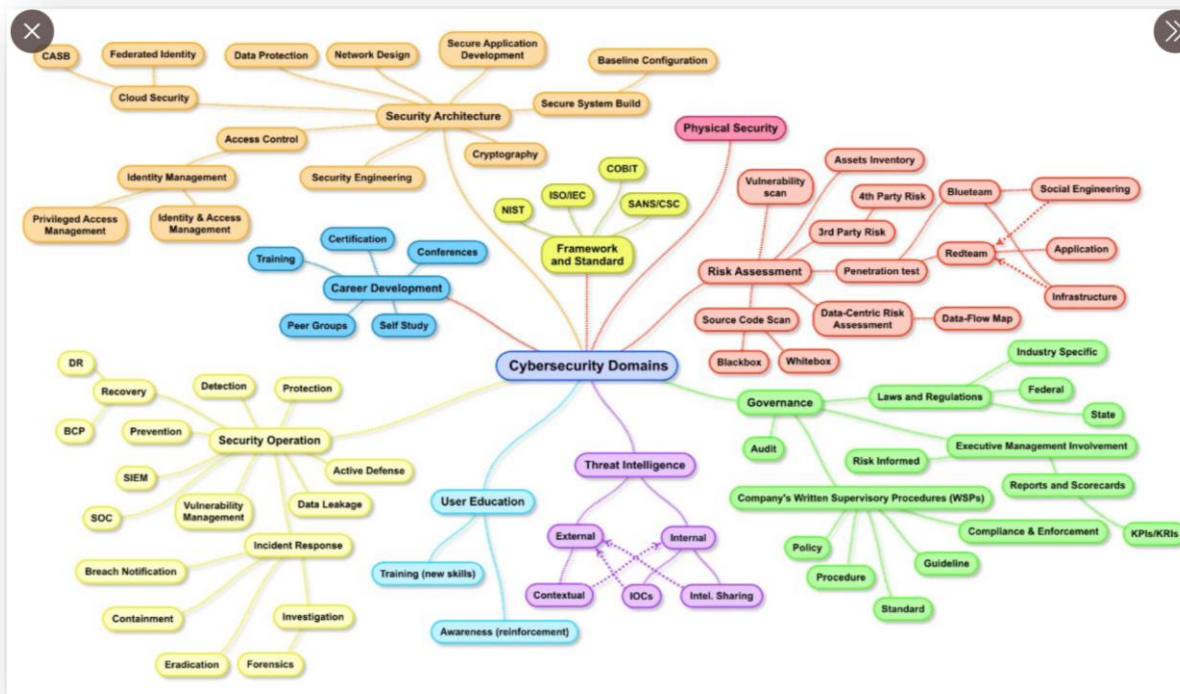 CASB
Federated Identity
Data Protection
Network Design
Secure Application
Development
Baseline Configuration
Cloud Security
Secure System Build
Security Architecture
Access Control
Cryptography
Identity Management
Security Engineering
Privileged Access
Management
Identity & Access
Management
Physical Security
COBIT
ISO/IEC
NIST
SANS/CSC
Framework
and Standard
Assets Inventory
Vulnerability
scan
4th Party Risk
Blueteam
Social Engineering
3rd Party Risk
Redteam
Application
Risk Assessment
Penetration test
Infrastructure
Source Code Scan
Data-Centric Risk
Assessment
Data-Flow Map
Blackbox
Whitebox
Certification
Training
Conferences
Career Development
Peer Groups
Self Study
Cybersecurity Domains
DR
Recovery
Detection
Protection
BCP
Prevention
Security Operation
SIEM
Active Defense
SOC
Vulnerability
Management
Data Leakage
Incident Response
Breach Notification
Containment
Investigation
Eradication
Forensics
User Education
Training (new skills)
Awareness (reinforcement)
Threat Intelligence
External
Internal
Contextual
IOCs
Intel. Sharing
Industry Specific
Governance
Laws and Regulations
Federal
State
Audit
Executive Management Involvement
Risk Informed
Reports and Scorecards
Company's Written Supervisory Procedures (WSPs)
KPIs/KRIs
Compliance & Enforcement
Policy
Guideline
Procedure
Standard